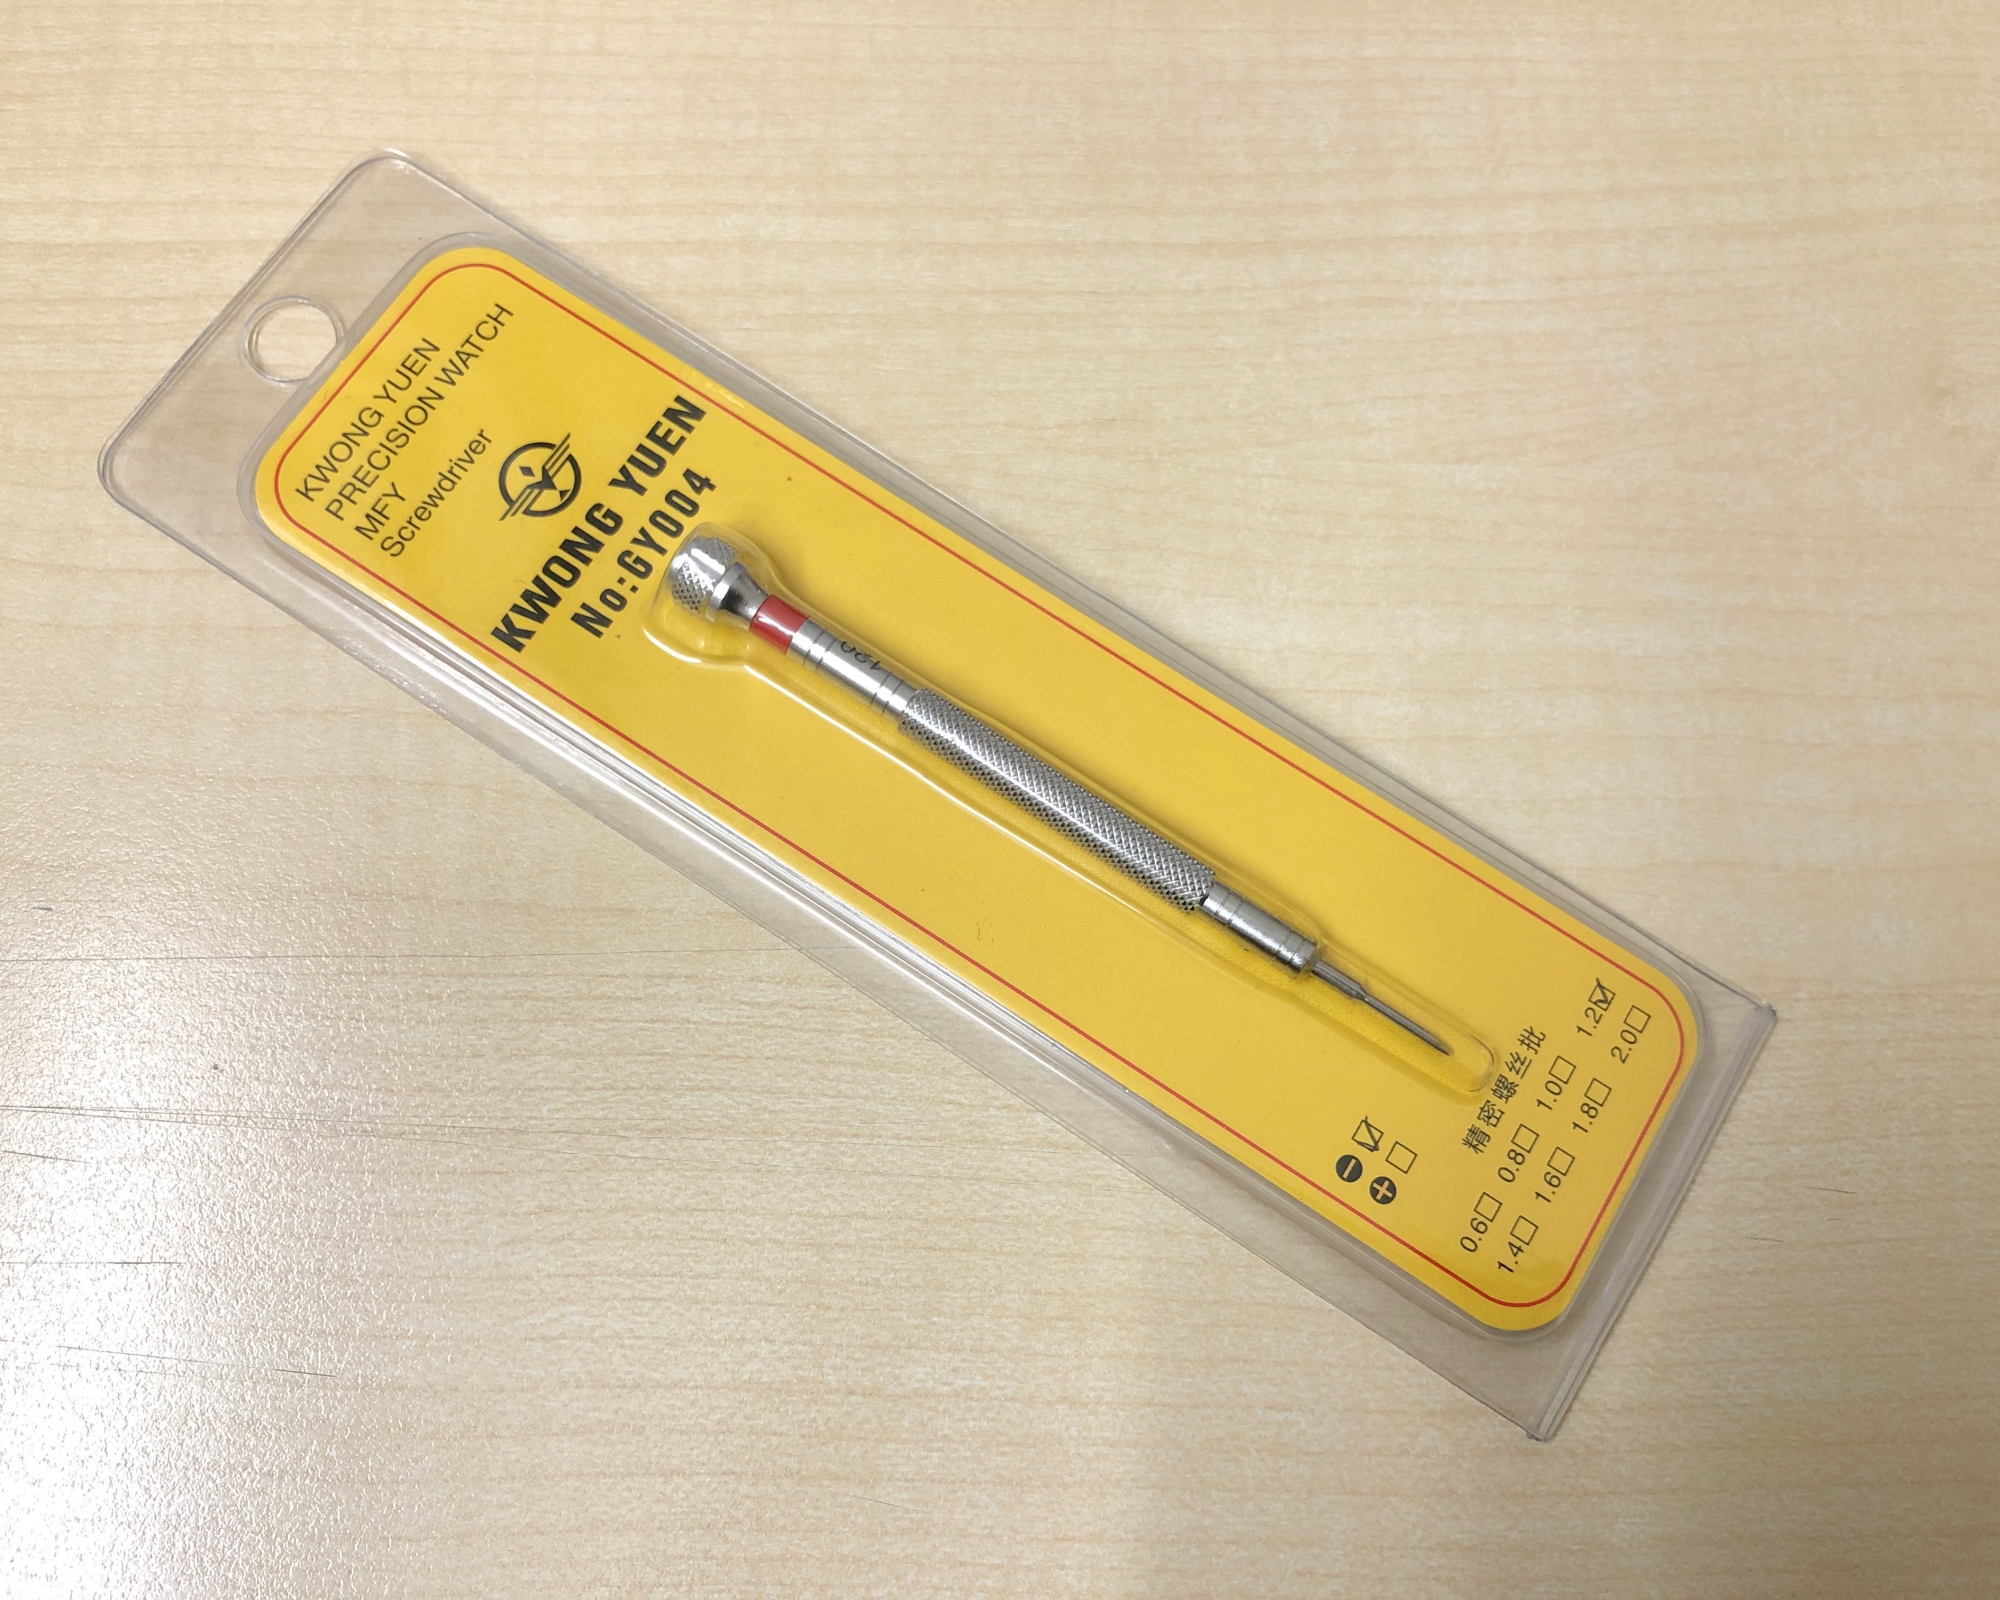 KWONG YUEN
PRECISION WATCH
MFY
Screwdriver
KWONG YUEN
No:GY004
120
精密螺丝批
0.6 0.8 1.0 1.2
1.4 1.6 1.8 2.0